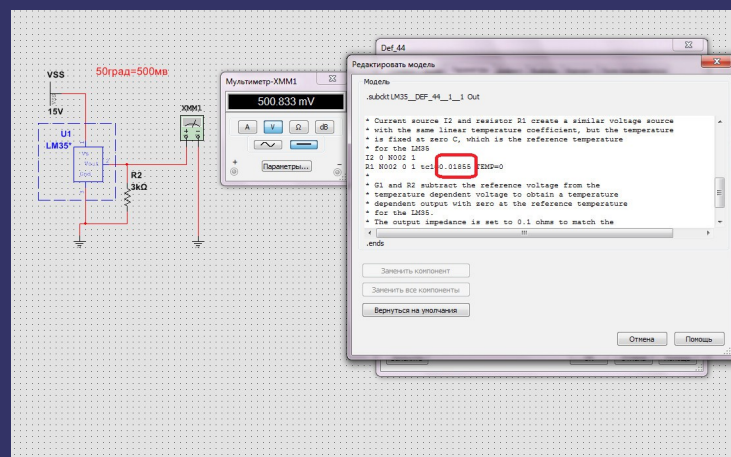 Def_44
Редактировать модель
Модель
.subckt LM35__DEF_44__1__1 Out
* Current source I2 and resistor R1 create a similar voltage source
* with the same linear temperature coefficient, but the temperature
* is fixed at zero C, which is the reference temperature
* for the LM35
I2 0 N002 1
R1 N002 0 1 tc1=0.01855 TEMP=0
*
* G1 and R2 subtract the reference voltage from the
* temperature dependent voltage to obtain a temperature
* dependent output with zero at the reference temperature
* for the LM35.
* The output impedance is set to 0.1 ohms to match the
.ends
Заменить компонент
Заменить все компоненты
Вернуться на умолчания
Отмена
Помощь
VSS
50град=500мв
15V
U1
LM35*
R2
3kΩ
XMM1
Мультиметр-XMM1
500.833 mV
A V Ω dB
+ Параметры... -